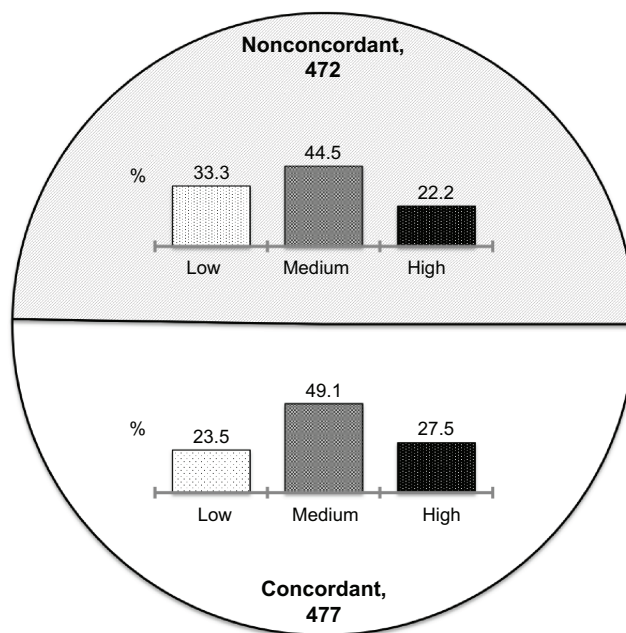 Nonconcordant,
472
%
33.3
44.5
22.2
Low
Medium
High
%
23.5
49.1
27.5
Low
Medium
High
Concordant,
477